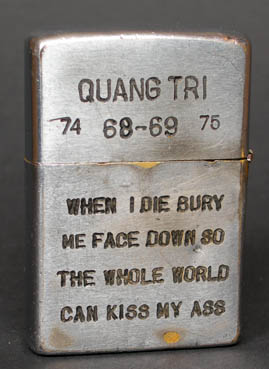 QUANG TRI
74 68-69 75
WHEN I DIE BURY
ME FACE DOWN SO
THE WHOLE WORLD
CAN KISS MY ASS